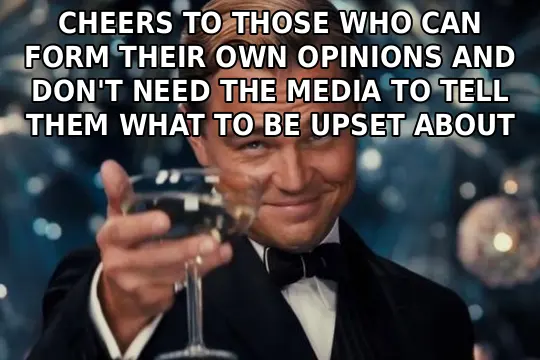 CHEERS TO THOSE WHO CAN
FORM THEIR OWN OPINIONS AND
DON'T NEED THE MEDIA TO TELL
THEM WHAT TO BE UPSET ABOUT